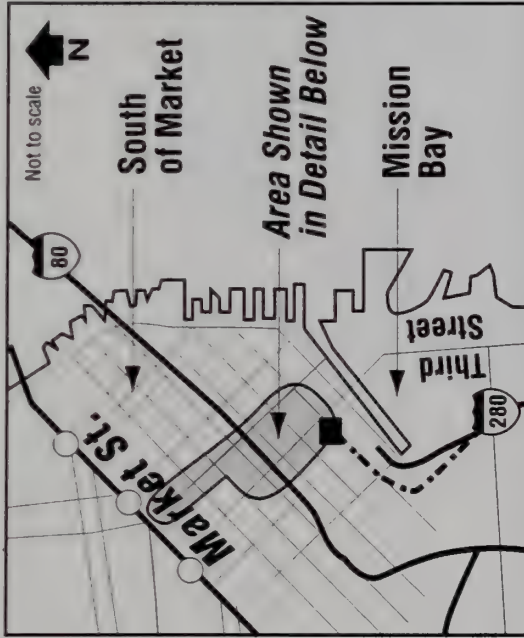 Not to scale
N
80
South
of Market
Market St.
Area Shown
in Detail Below
Mission
Bay
Third
Street
280